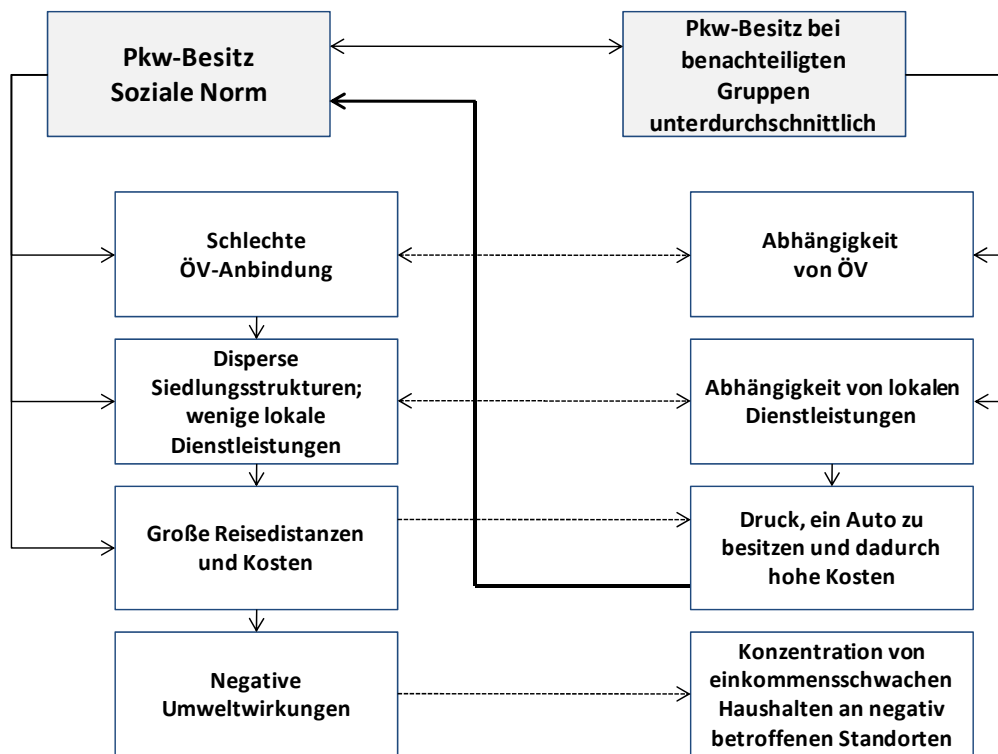 Pkw-Besitz
Soziale Norm
Pkw-Besitz bei
benachteiligten
Gruppen
unterdurchschnittlich
Schlechte
ÖV-Anbindung
Abhängigkeit
von ÖV
Disperse
Siedlungsstrukturen;
wenige lokale
Dienstleistungen
Abhängigkeit von lokalen
Dienstleistungen
Große Reisedistanzen
und Kosten
Druck, ein Auto zu
besitzen und dadurch
hohe Kosten
Negative
Umweltwirkungen
Konzentration von
einkommensschwachen
Haushalten an negativ
betroffenen Standorten